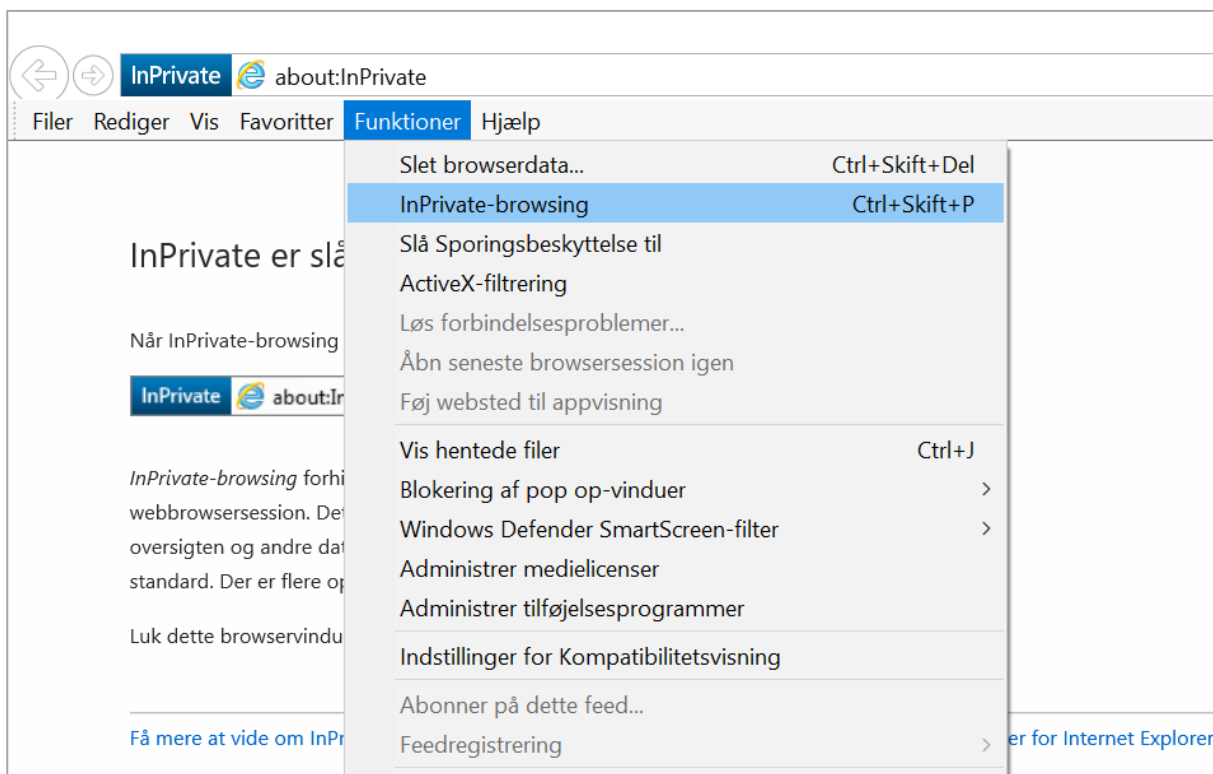 InPrivate about:InPrivate
Filer Rediger Vis Favoritter Funktioner Hjælp
Slet browserdata... Ctrl+Skift+Del
InPrivate-browsing Ctrl+Skift+P
Slå Sporingsbeskyttelse til
ActiveX-filtrering
Løs forbindelsesproblemer...
Åbn seneste browsersession igen
Føj websted til appvisning
Vis hentede filer Ctrl+J
Blokering af pop op-vinduer
Windows Defender SmartScreen-filter
Administrer medielicenser
Administrer tilføjelsesprogrammer
Indstillinger for Kompatibilitetsvisning
Abonner på dette feed...
Feedregistrering
InPrivate er slå
Når InPrivate-browsing
InPrivate about:In
InPrivate-browsing forhi
webbrowsersession. Det
oversigten og andre dat
standard. Der er flere op
Luk dette browservindu
Få mere at vide om InPr er for Internet Explorer